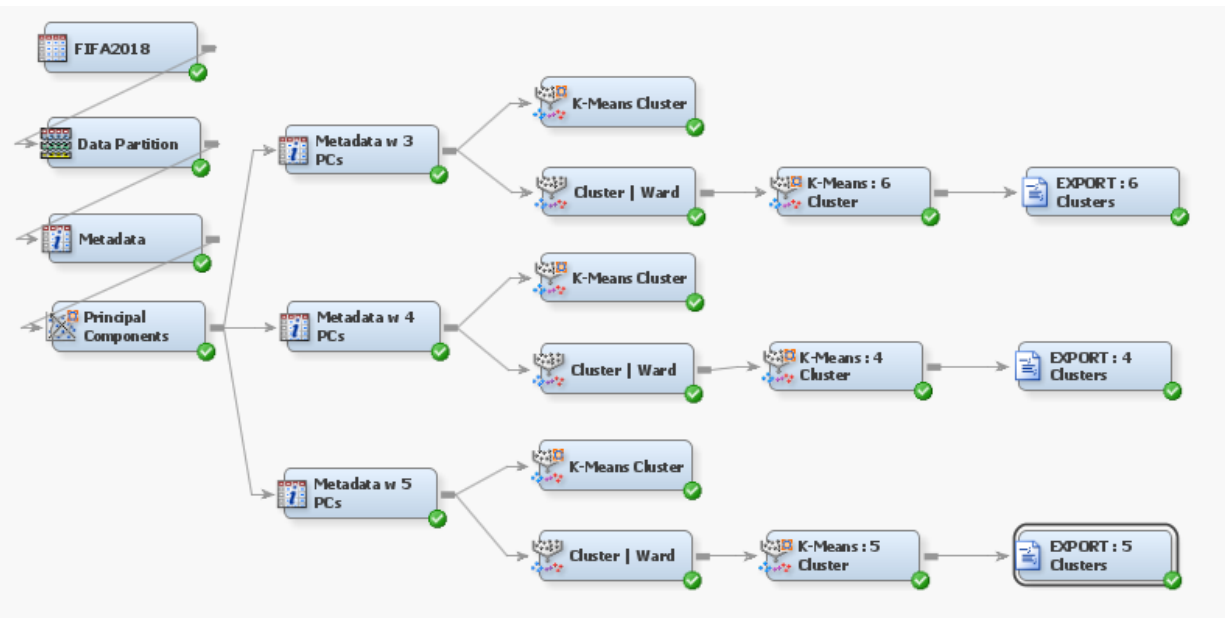 FIFA2018
Data Partition
Metadata
Principal
Components
Metadata w 3
PCs
K-Means Cluster
Cluster | Ward
K-Means : 6
Cluster
EXPORT : 6
Clusters
Metadata w 4
PCs
K-Means Cluster
Cluster | Ward
K-Means : 4
Cluster
EXPORT : 4
Clusters
Metadata w 5
PCs
K-Means Cluster
Cluster | Ward
K-Means : 5
Cluster
EXPORT : 5
Clusters